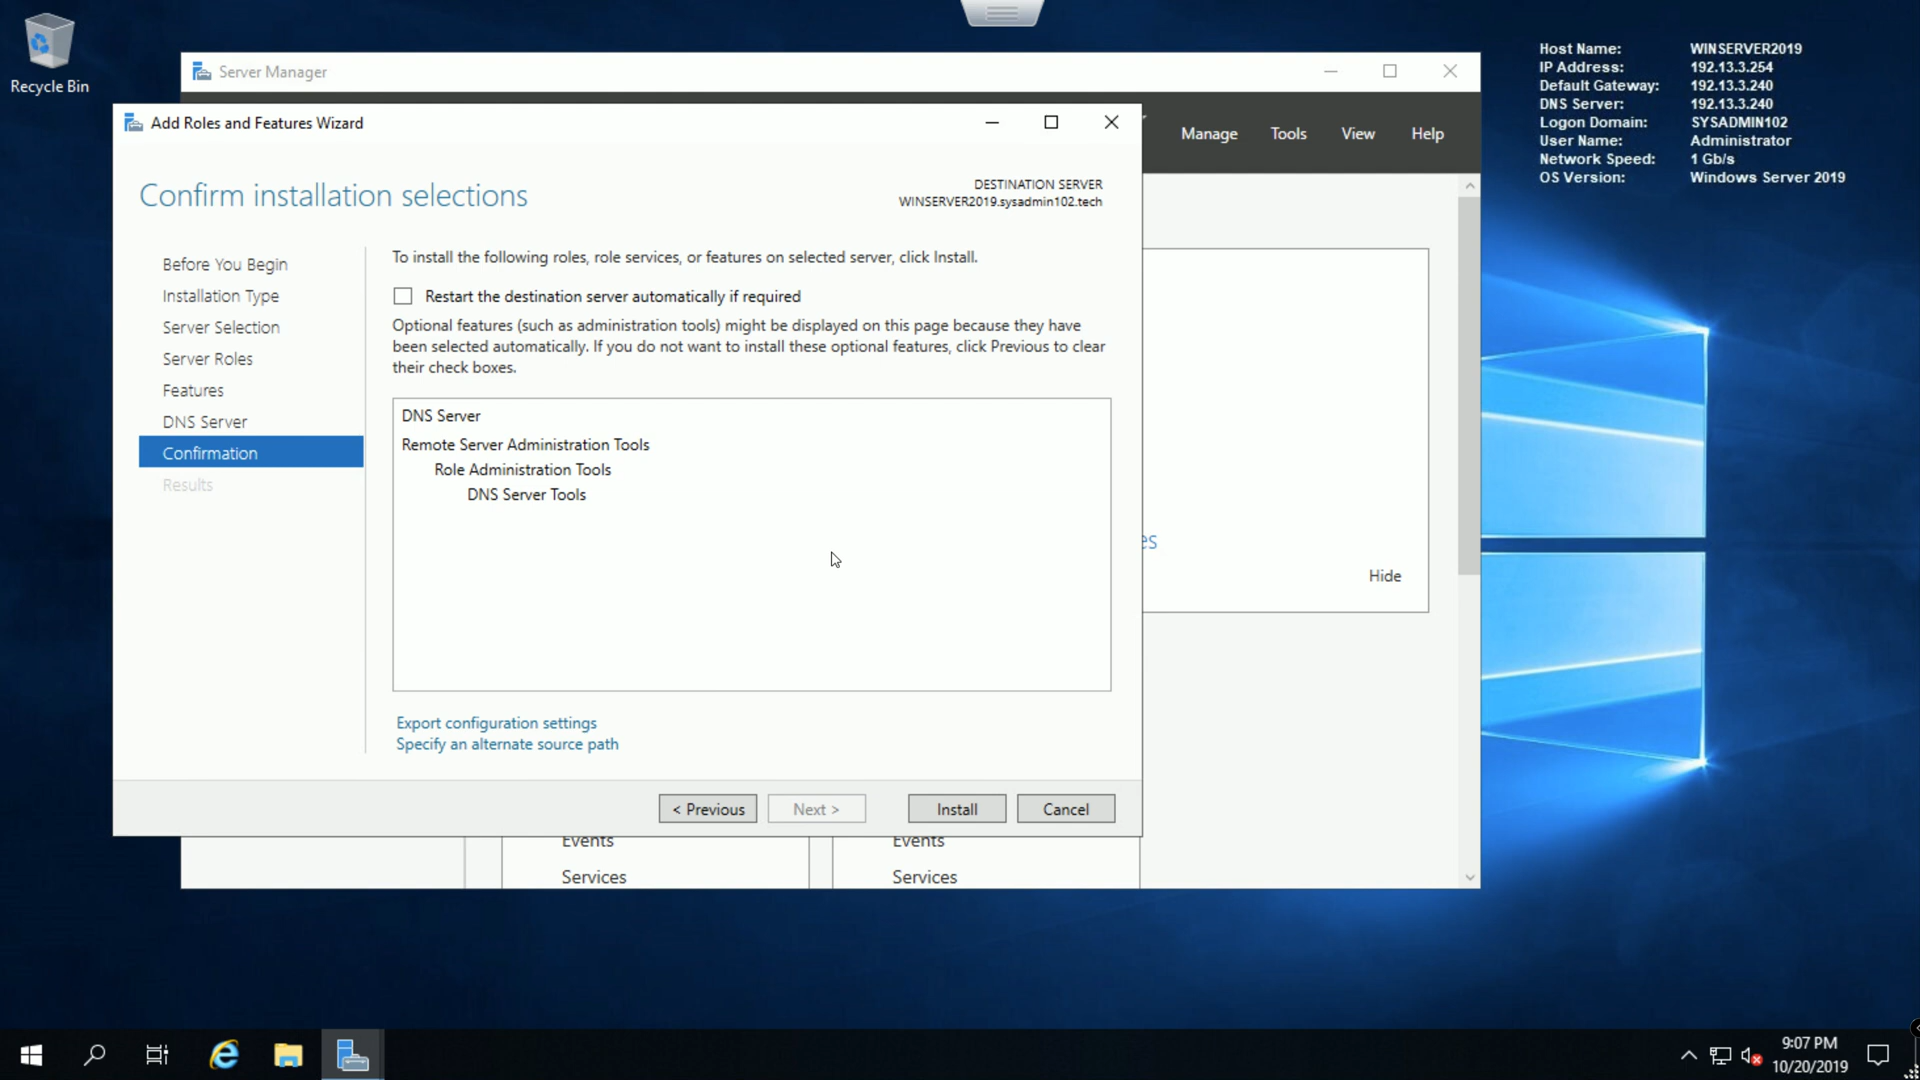 Recycle Bin
Server Manager
Manage
Tools
View
Help
Host Name: WINSERVER2019
IP Address: 192.13.3.254
Default Gateway: 192.13.3.240
DNS Server: 192.13.3.240
Logon Domain: SYSADMIN102
User Name: Administrator
Network Speed: 1 Gb/s
OS Version: Windows Server 2019
Add Roles and Features Wizard
Confirm installation selections
DESTINATION SERVER
WINSERVER2019.sysadmin102.tech
Before You Begin
Installation Type
Server Selection
Server Roles
Features
DNS Server
Confirmation
Results
To install the following roles, role services, or features on selected server, click Install.
Restart the destination server automatically if required
Optional features (such as administration tools) might be displayed on this page because they have
been selected automatically. If you do not want to install these optional features, click Previous to clear
their check boxes.
DNS Server
Remote Server Administration Tools
Role Administration Tools
DNS Server Tools
Export configuration settings
Specify an alternate source path
< Previous
Next >
Install
Cancel
es
Hide
Events
Events
Services
Services
9:07 PM
10/20/2019